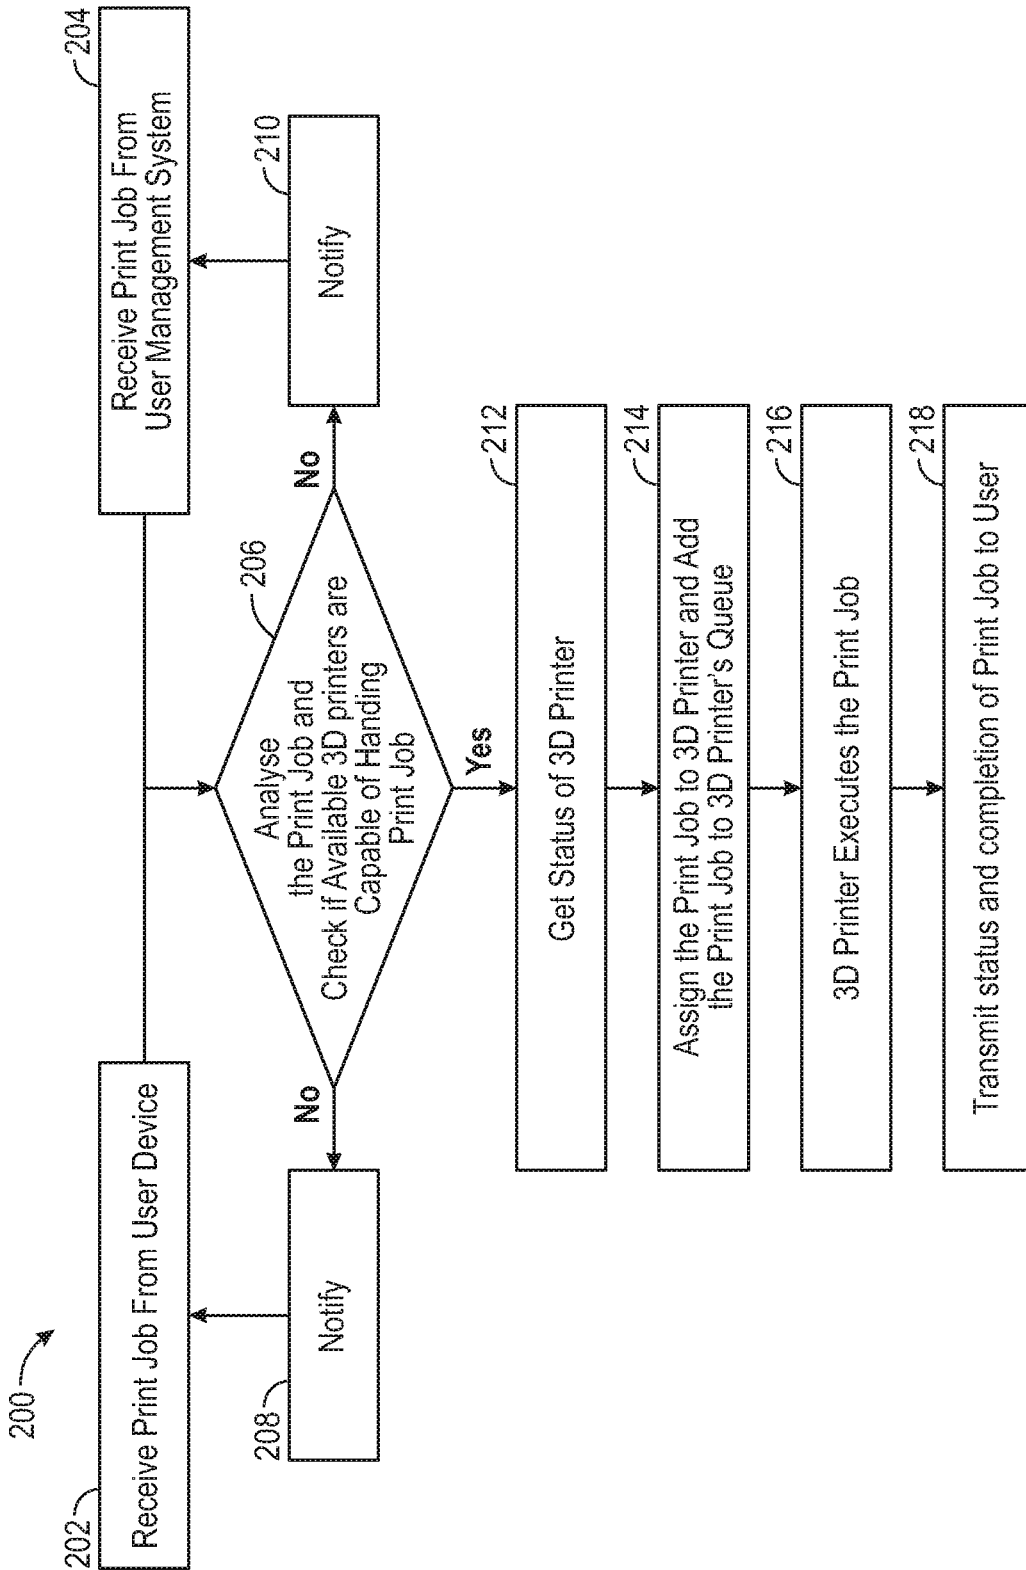 200
202
Receive Print Job From User Device
204
Receive Print Job From
User Management System
206
Analyse
the Print Job and
Check if Available 3D printers are
Capable of Handing
Print Job
No
No
208
Notify
210
Notify
Yes
212
Get Status of 3D Printer
214
Assign the Print Job to 3D Printer and Add
the Print Job to 3D Printer's Queue
216
3D Printer Executes the Print Job
218
Transmit status and completion of Print Job to User